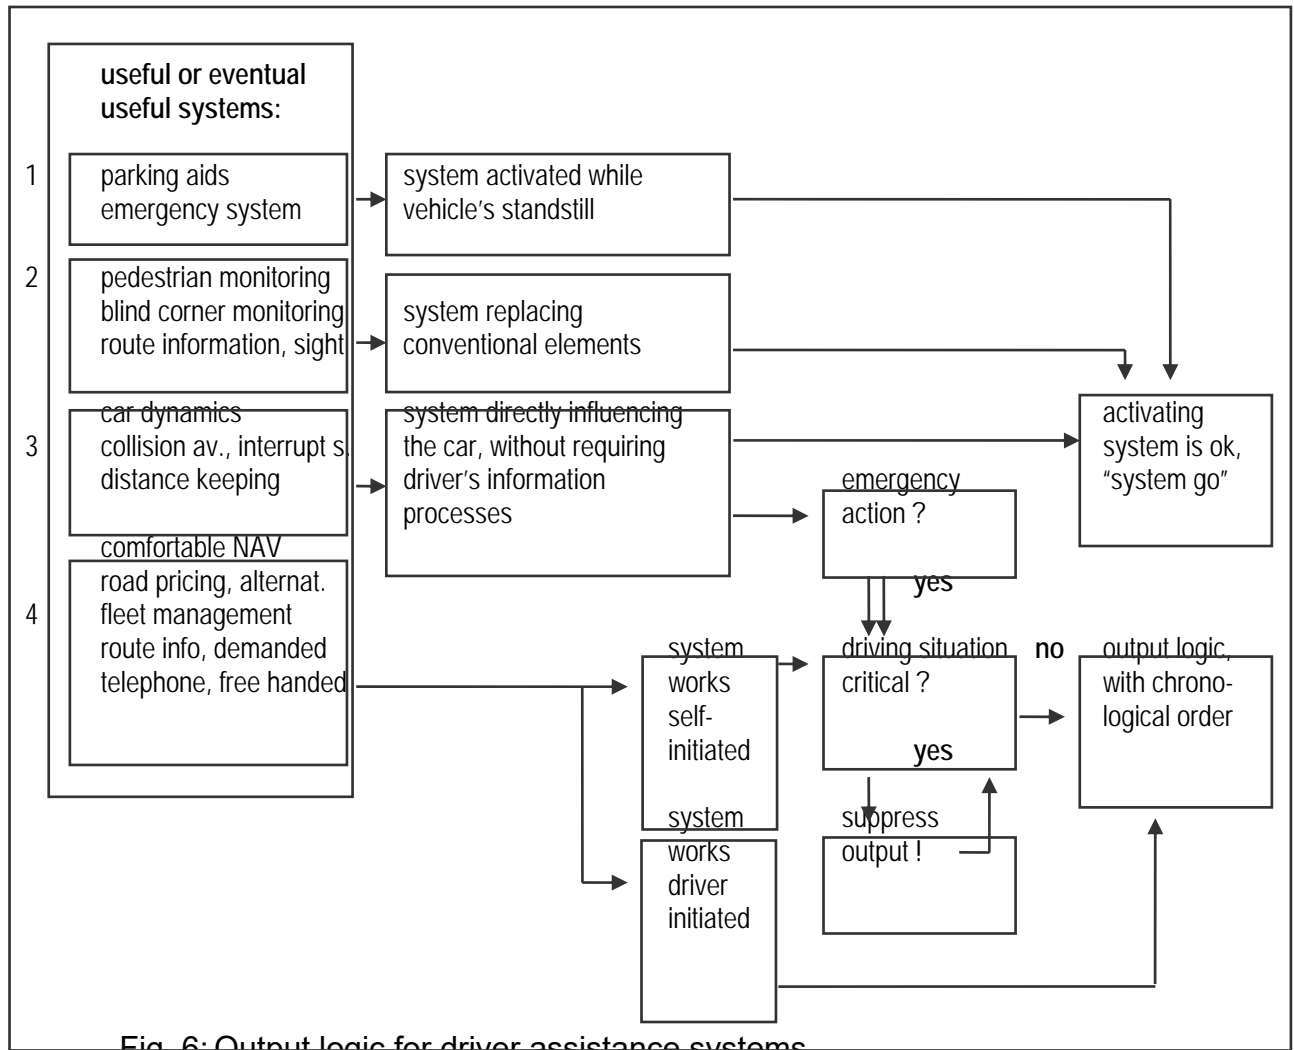 useful or eventual
useful systems:
1
parking aids
emergency system
system activated while
vehicle's standstill
2
pedestrian monitoring
blind corner monitoring
route information, sight
system replacing
conventional elements
3
car dynamics
collision av., interrupt s.
distance keeping
system directly influencing
the car, without requiring
driver's information
processes
activating
system is ok,
“system go”
emergency
action ?
yes
4
comfortable NAV
road pricing, alternat.
fleet management
route info, demanded
telephone, free handed
system
works
self-
initiated
driving situation
critical ?
yes
no
output logic,
with chrono-
logical order
system
works
driver
initiated
suppress
output !
Fig. 6: Output logic for driver assistance systems